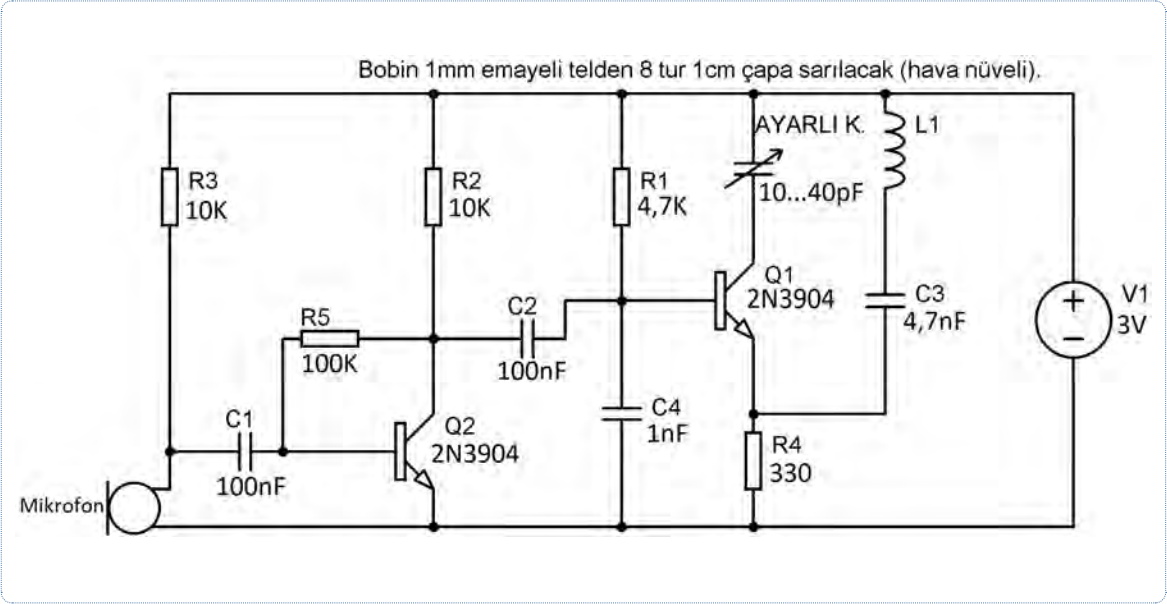 Bobin 1mm emayeli telden 8 tur 1cm çapa sarılacak (hava nüveli).
AYARLI K.
10...40pF
L1
R3
10K
R2
10K
R1
4,7K
Q1
2N3904
C3
4,7nF
V1
3V
+
−
C2
100nF
R5
100K
C1
100nF
Q2
2N3904
C4
1nF
R4
330
Mikrofon